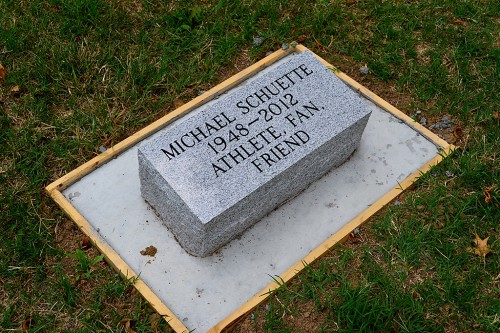 MICHAEL SCHUETTE
1948-2012
ATHLETE, FAN,
FRIEND